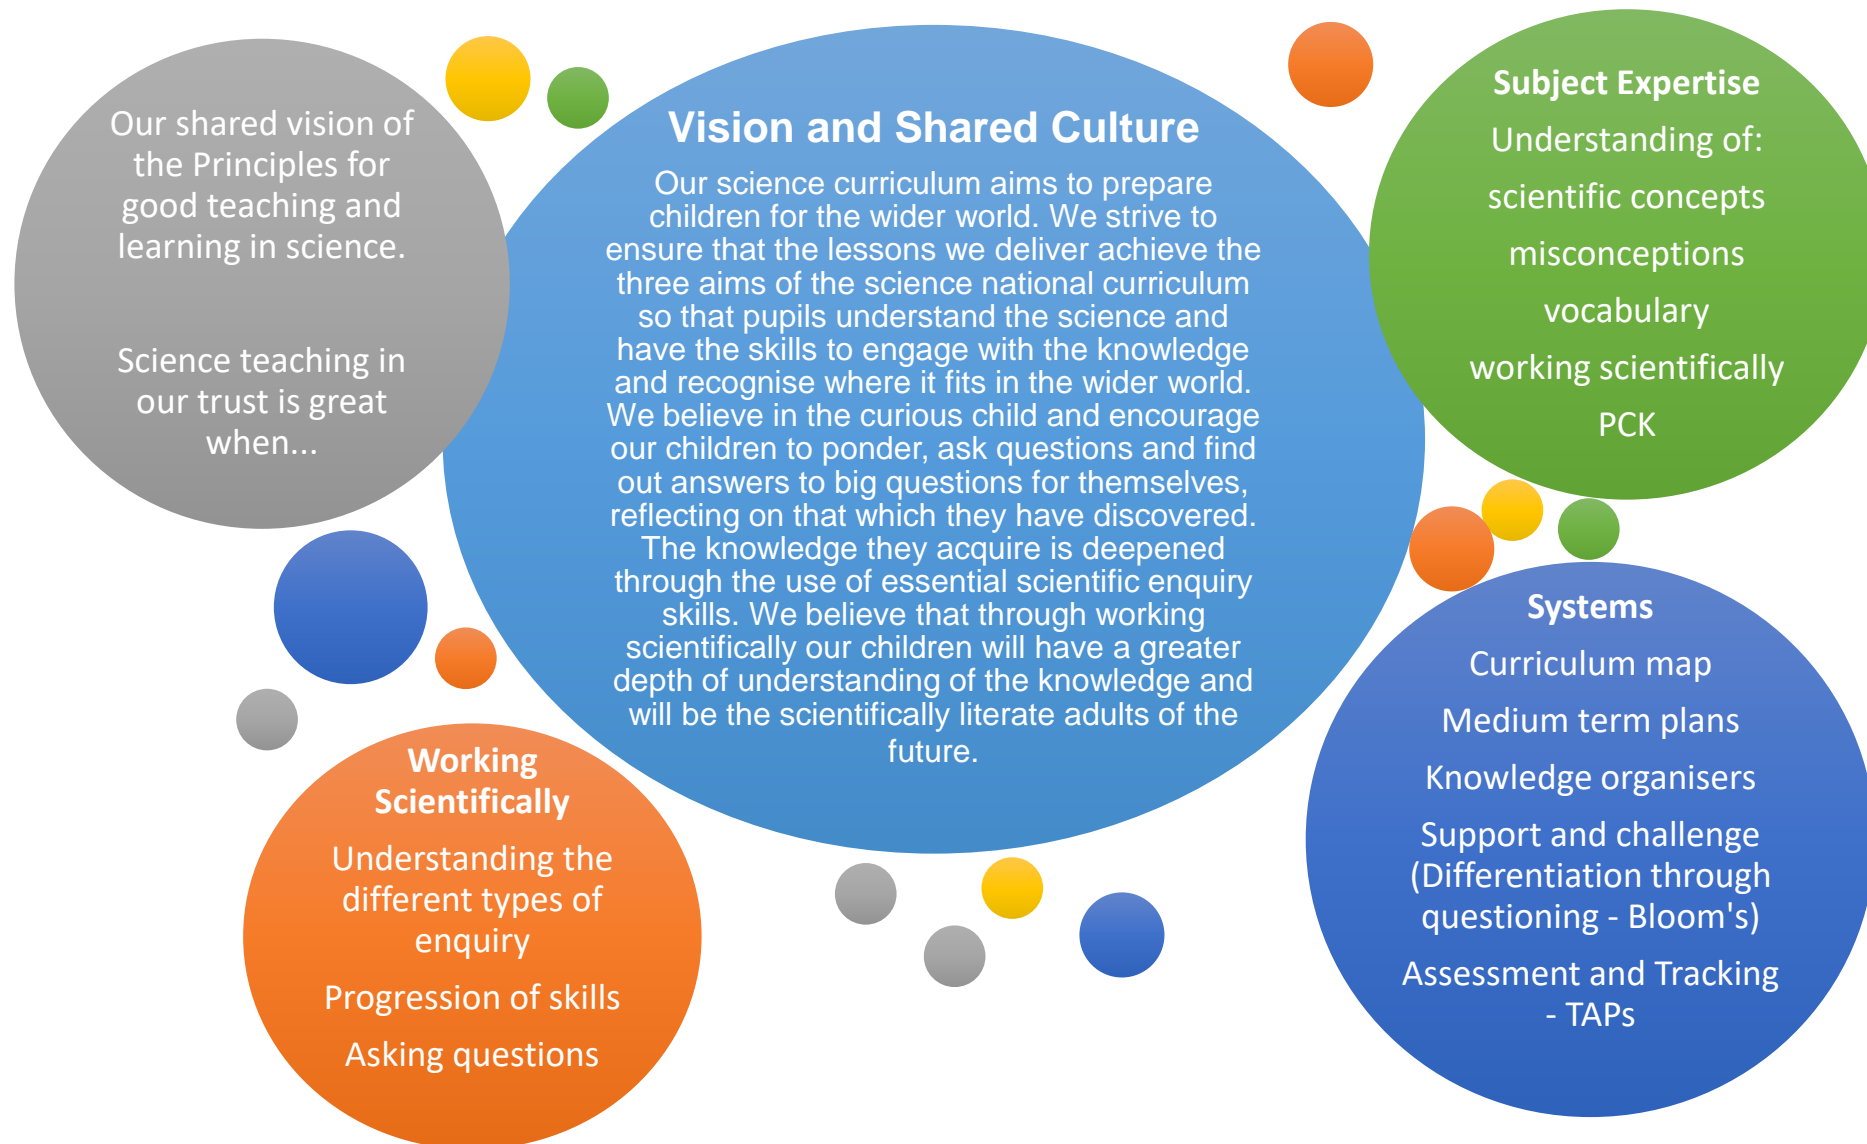 Our shared vision of
the Principles for
good teaching and
learning in science.
Science teaching in
our trust is great
when...
Vision and Shared Culture
Our science curriculum aims to prepare
children for the wider world. We strive to
ensure that the lessons we deliver achieve the
three aims of the science national curriculum
so that pupils understand the science and
have the skills to engage with the knowledge
and recognise where it fits in the wider world.
We believe in the curious child and encourage
our children to ponder, ask questions and find
out answers to big questions for themselves,
reflecting on that which they have discovered.
The knowledge they acquire is deepened
through the use of essential scientific enquiry
skills. We believe that through working
scientifically our children will have a greater
depth of understanding of the knowledge and
will be the scientifically literate adults of the
future.
Subject Expertise
Understanding of:
scientific concepts
misconceptions
vocabulary
working scientifically
PCK
Working
Scientifically
Understanding the
different types of
enquiry
Progression of skills
Asking questions
Systems
Curriculum map
Medium term plans
Knowledge organisers
Support and challenge
(Differentiation through
questioning - Bloom's)
Assessment and Tracking
- TAPs